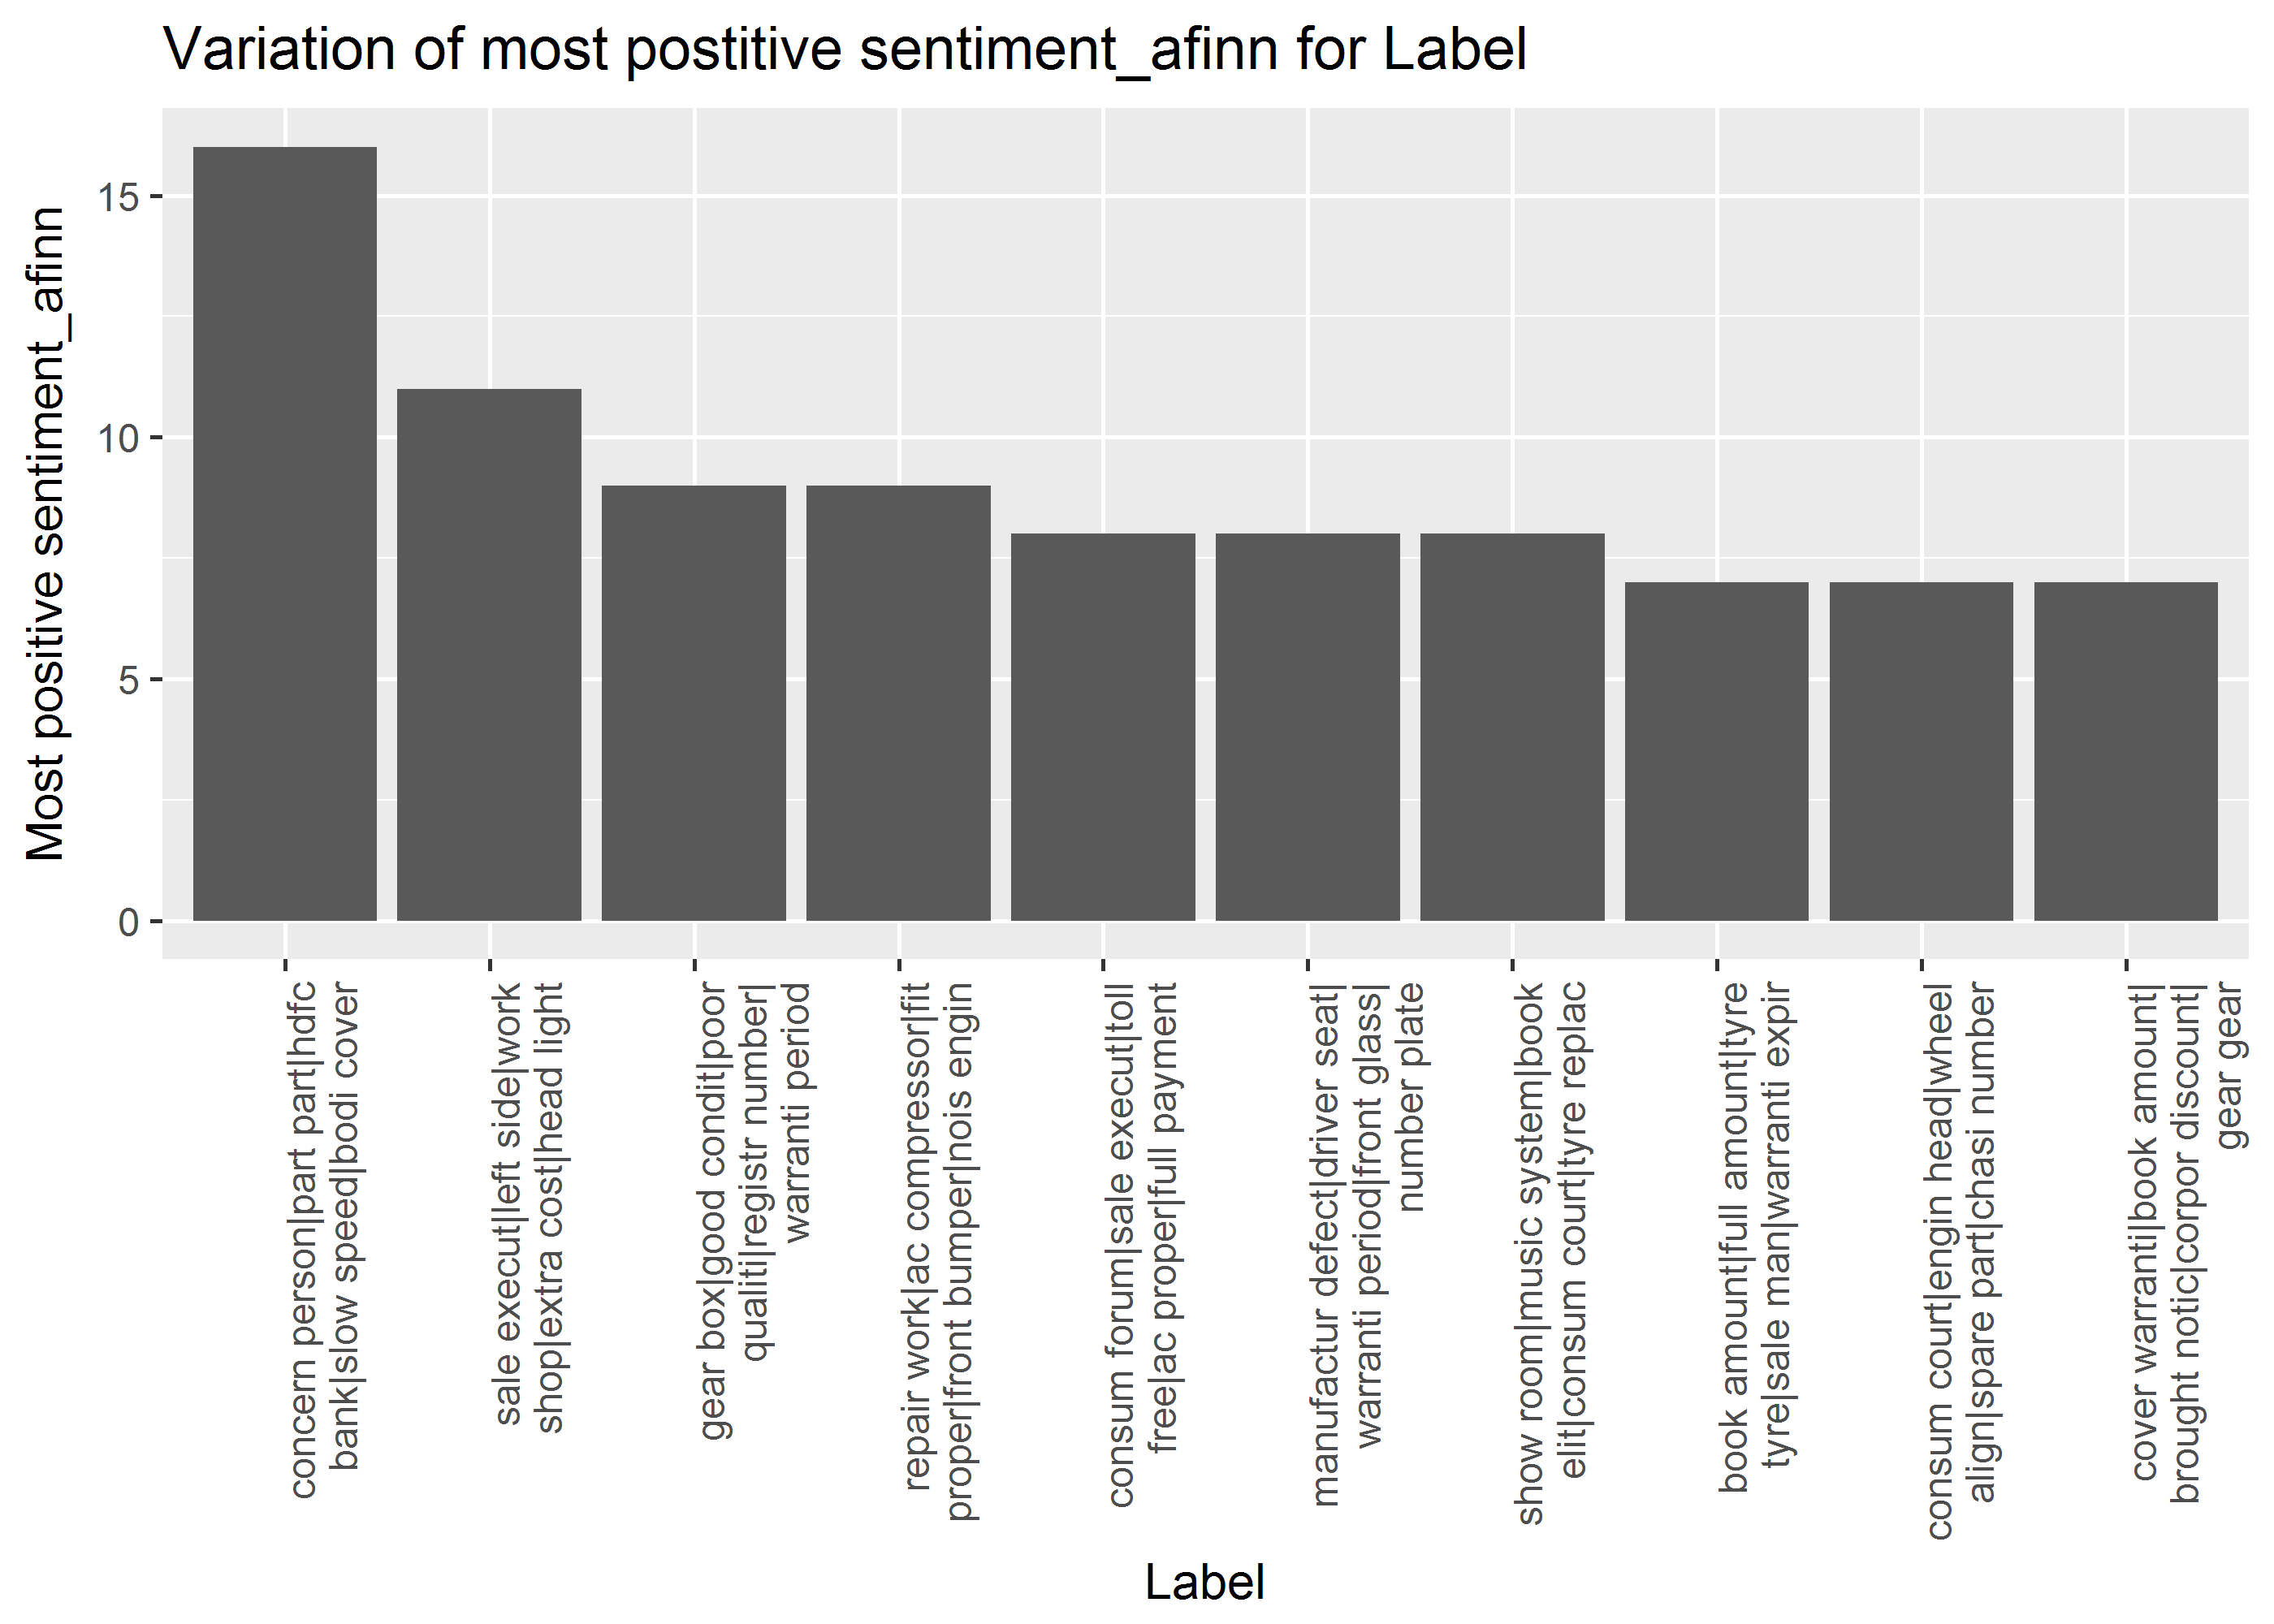 Variation of most postitive sentiment_afinn for Label
Most positive sentiment_afinn
15
10
5
0
concern person|part part|hdfc
bank|slow speed|bodi cover
sale execut|left side|work
shop|extra cost|head light
gear box|good condit|poor
qualiti|registr number|
warranti period
repair work|ac compressor|fit
proper|front bumper|nois engin
consum forum|sale execut|toll
free|ac proper|full payment
manufactur defect|driver seat|
warranti period|front glass|
number plate
show room|music system|book
elit|consum court|tyre replac
book amount|full amount|tyre
tyre|sale man|warranti expir
consum court|engin head|wheel
align|spare part|chasi number
cover warranti|book amount|
brought notic|corpor discount|
gear gear
Label